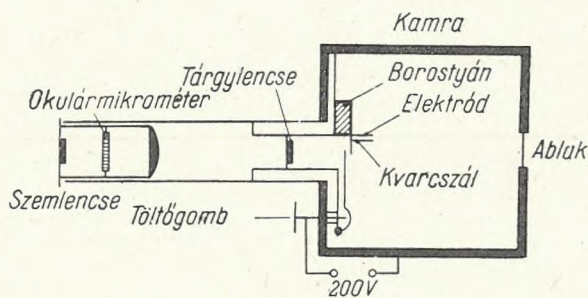 Kamra
Borostyán
Tárgylencse
Elektród
Okulármikrométer
Ablak
Kvarcszál
Szemlencse
Töltőgomb
200V